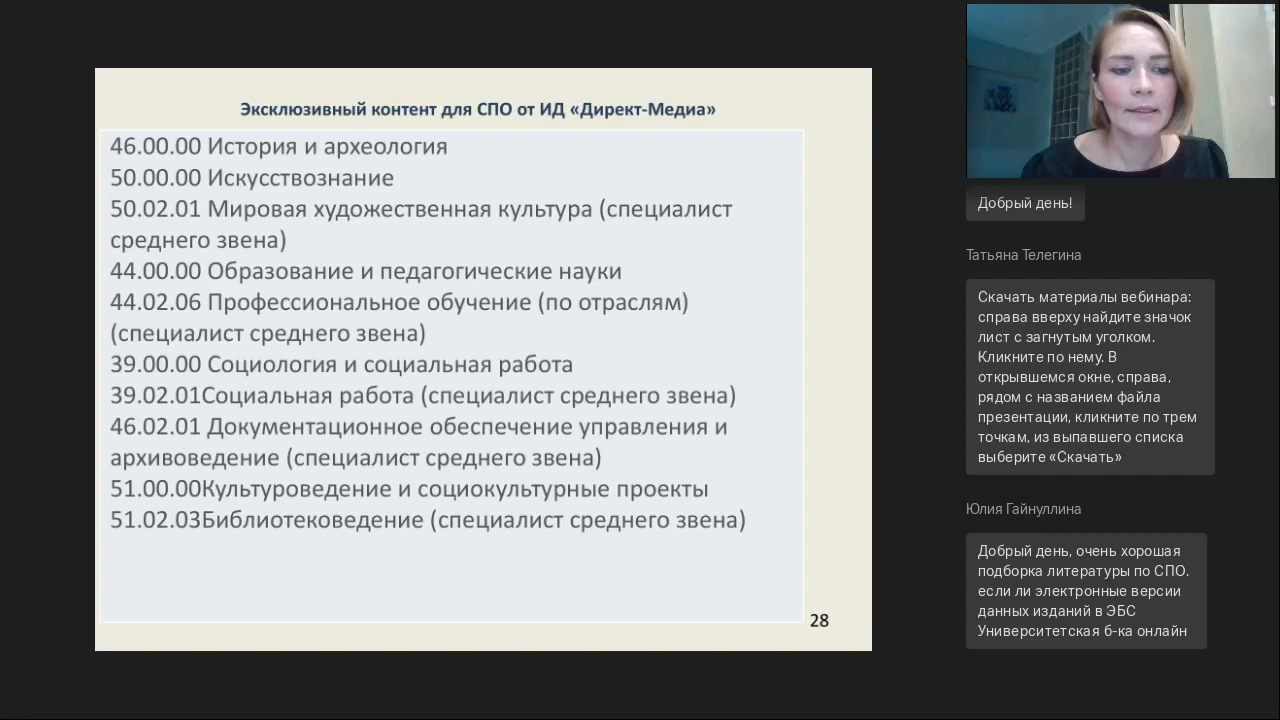 Эксклюзивный контент для СПО от ИД «Директ-Медиа»
46.00.00 История и археология
50.00.00 Искусствознание
50.02.01 Мировая художественная культура (специалист
среднего звена)
44.00.00 Образование и педагогические науки
44.02.06 Профессиональное обучение (по отраслям)
(специалист среднего звена)
39.00.00 Социология и социальная работа
39.02.01Социальная работа (специалист среднего звена)
46.02.01 Документационное обеспечение управления и
архивоведение (специалист среднего звена)
51.00.00Культуроведение и социокультурные проекты
51.02.03Библиотековедение (специалист среднего звена)
28
Добрый день!
Татьяна Телегина
Скачать материалы вебинара:
справа вверху найдите значок
лист с загнутым уголком.
Кликните по нему. В
открывшемся окне, справа,
рядом с названием файла
презентации, кликните по трем
точкам, из выпавшего списка
выберите «Скачать»
Юлия Гайнуллина
Добрый день, очень хорошая
подборка литературы по СПО.
если ли электронные версии
данных изданий в ЭБС
Университетская б-ка онлайн